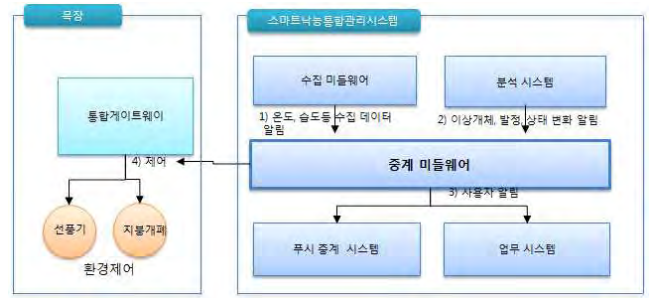 목장
스마트낙농통합관리시스템
수집 미들웨어
분석 시스템
통합게이트웨이
1) 온도, 습도등 수집 데이터
알림
2) 이상개체, 발정, 상태 변화 알림
4) 제어
중계 미들웨어
3) 사용자 알림
선풍기
지붕개폐
환경제어
푸시 중계 시스템
업무 시스템